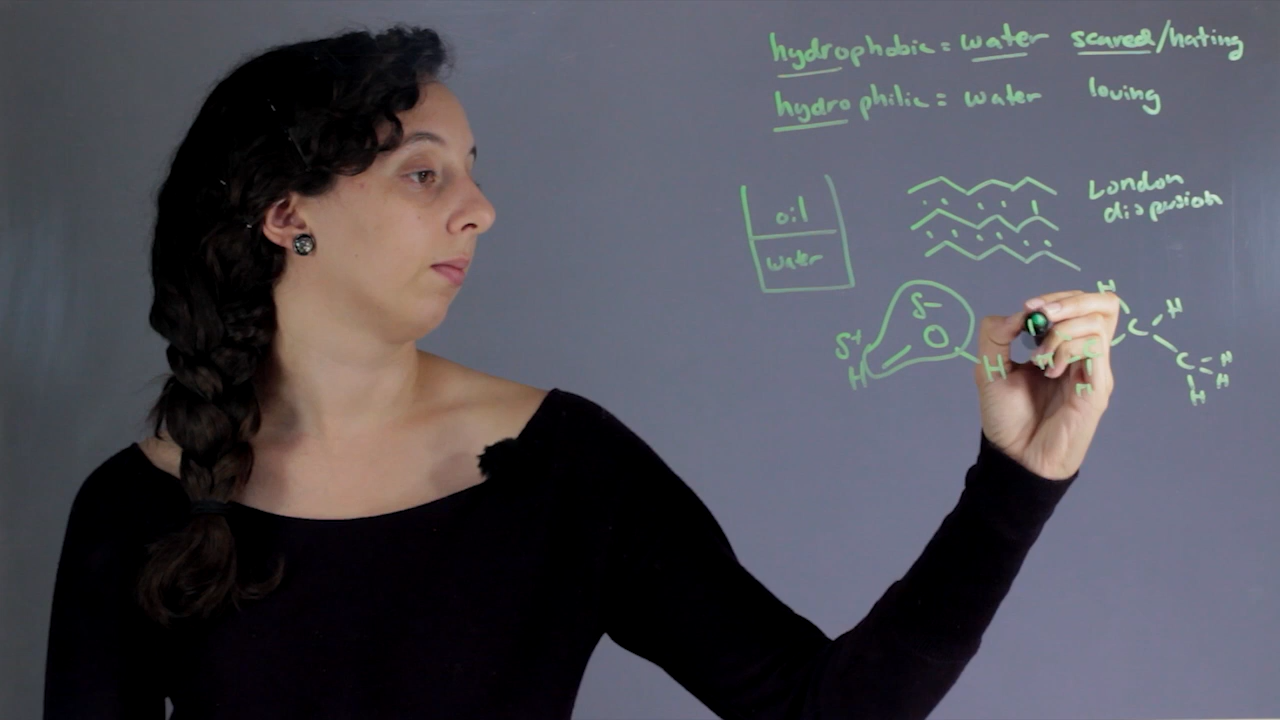 hydrophobic = water scared/hating
hydrophilic = water loving
oil
water
London
dispersion
δ-
δ+
O
H
H
H
H
C
H
H
C
H
C
H
H
H